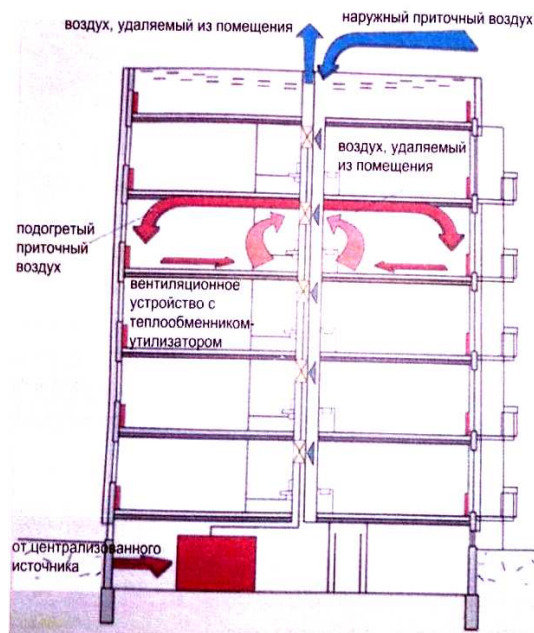 воздух, удаляемый из помещения
наружный приточный воздух
воздух, удаляемый
из помещения
подогретый
приточный
воздух
вентиляционное
устройство с
теплообменником-
утилизатором
от централизованного
источника